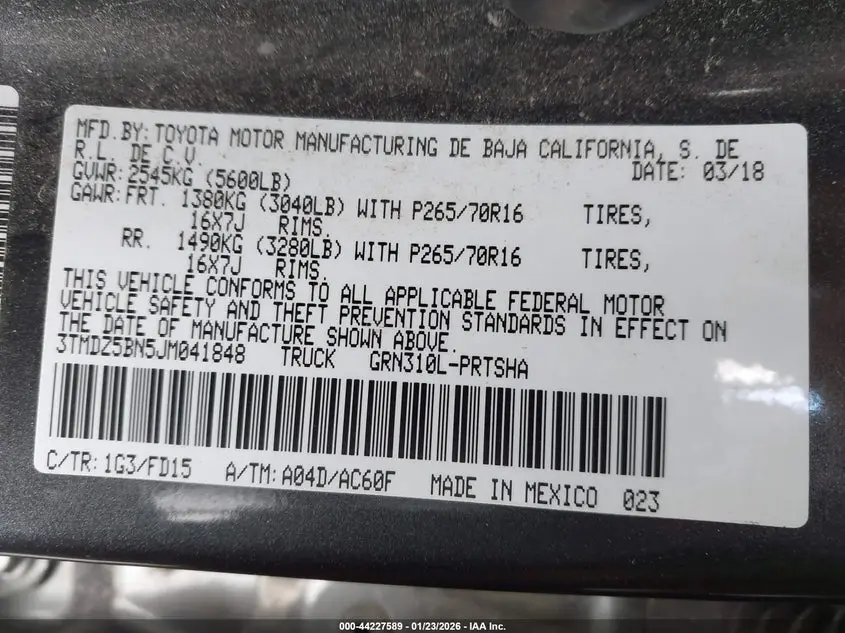 MFD.BY:TOYOTA MOTOR MANUFACTURING DE BAJA CALIFORNIA, S. DE
R.L. DE C.V. DATE: 03/18
GVWR:2545KG (5600LB)
GAWR:FRT. 1380KG (3040LB) WITH P265/70R16 TIRES,
16X7J RIMS.
RR. 1490KG (3280LB) WITH P265/70R16 TIRES,
16X7J RIMS.
THIS VEHICLE CONFORMS TO ALL APPLICABLE FEDERAL MOTOR
VEHICLE SAFETY AND THEFT PREVENTION STANDARDS IN EFFECT ON
THE DATE OF MANUFACTURE SHOWN ABOVE.
3TMDZ5BN5JM041848 TRUCK GRN310L-PRTSHA
C/TR:1G3/FD15 A/TM:A04D/AC60F MADE IN MEXICO 023
000-44227589 - 01/23/2026 - IAA Inc.